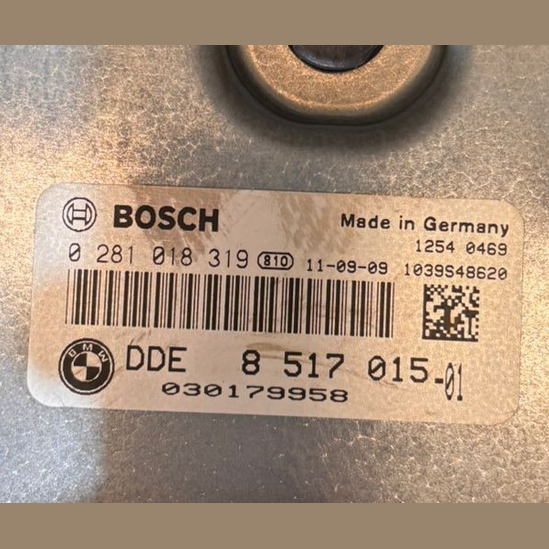 BOSCH
Made in Germany
1254 0469
0 281 018 319 810 11-09-09 1039S48620
BMW
DDE 8 517 015-01
030179958